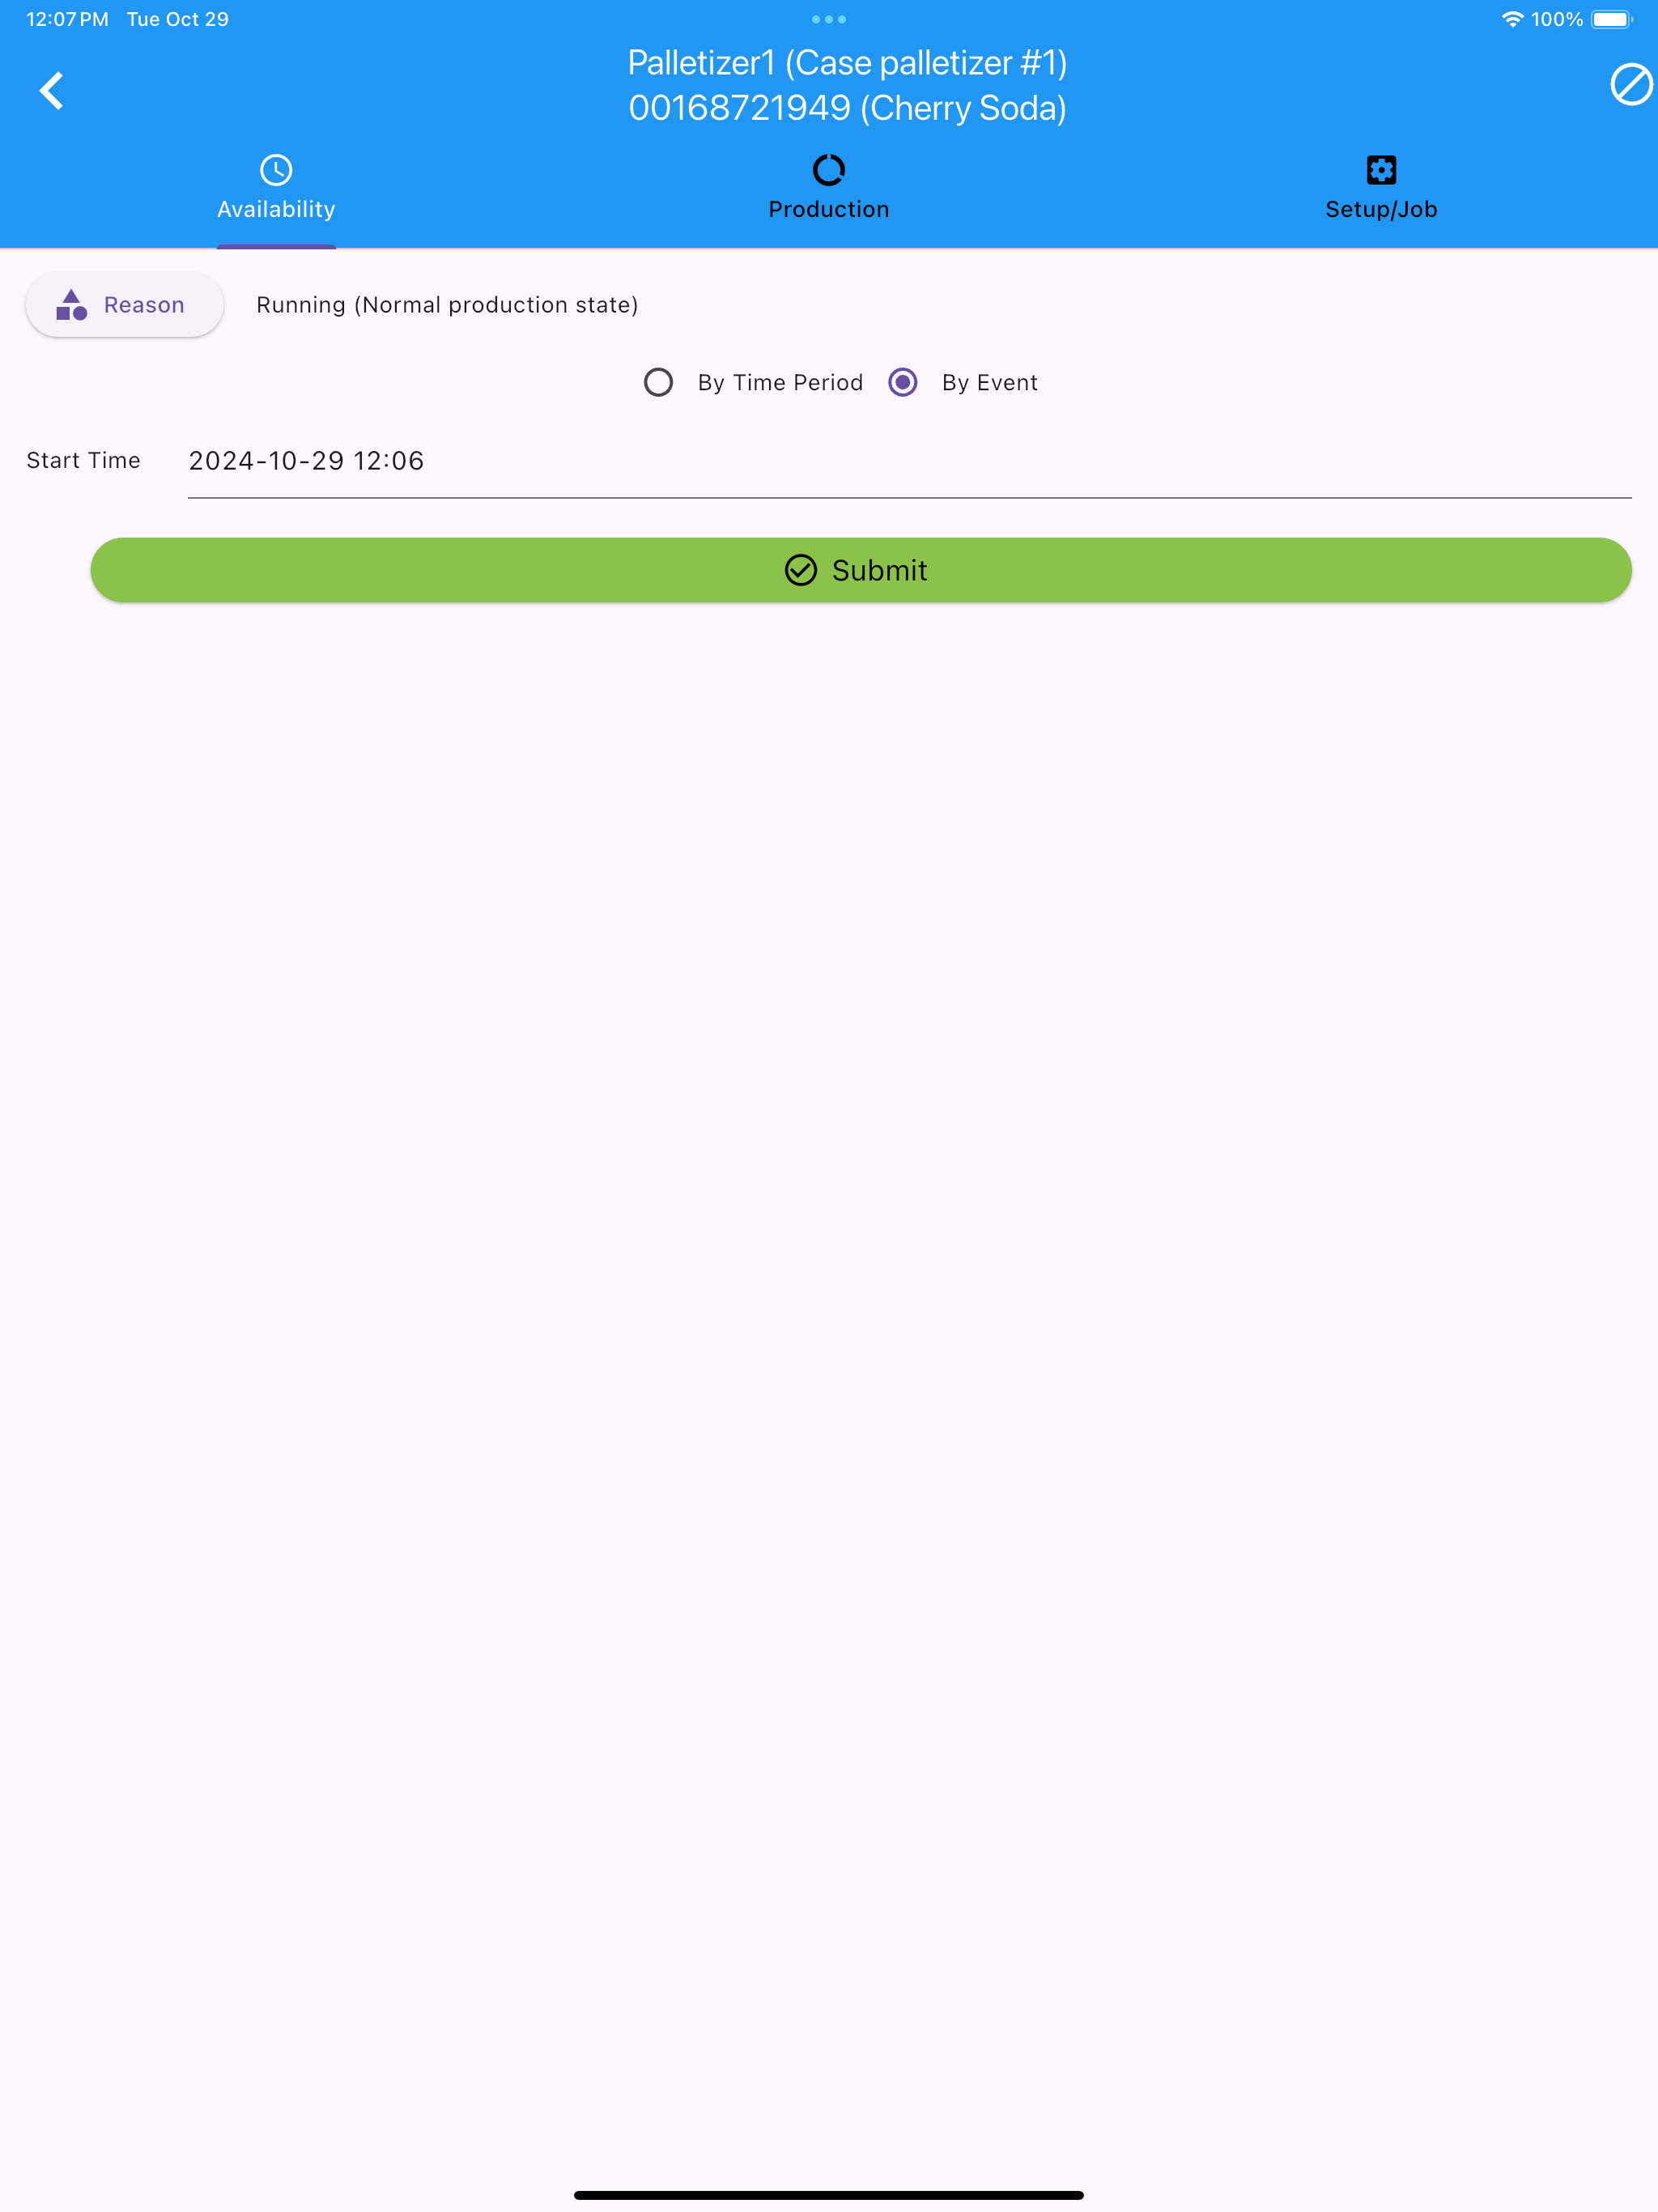 12:07 PM Tue Oct 29 100%
Palletizer1 (Case palletizer #1)
00168721949 (Cherry Soda)
Availability Production Setup/Job
Reason Running (Normal production state)
By Time Period By Event
Start Time 2024-10-29 12:06
Submit